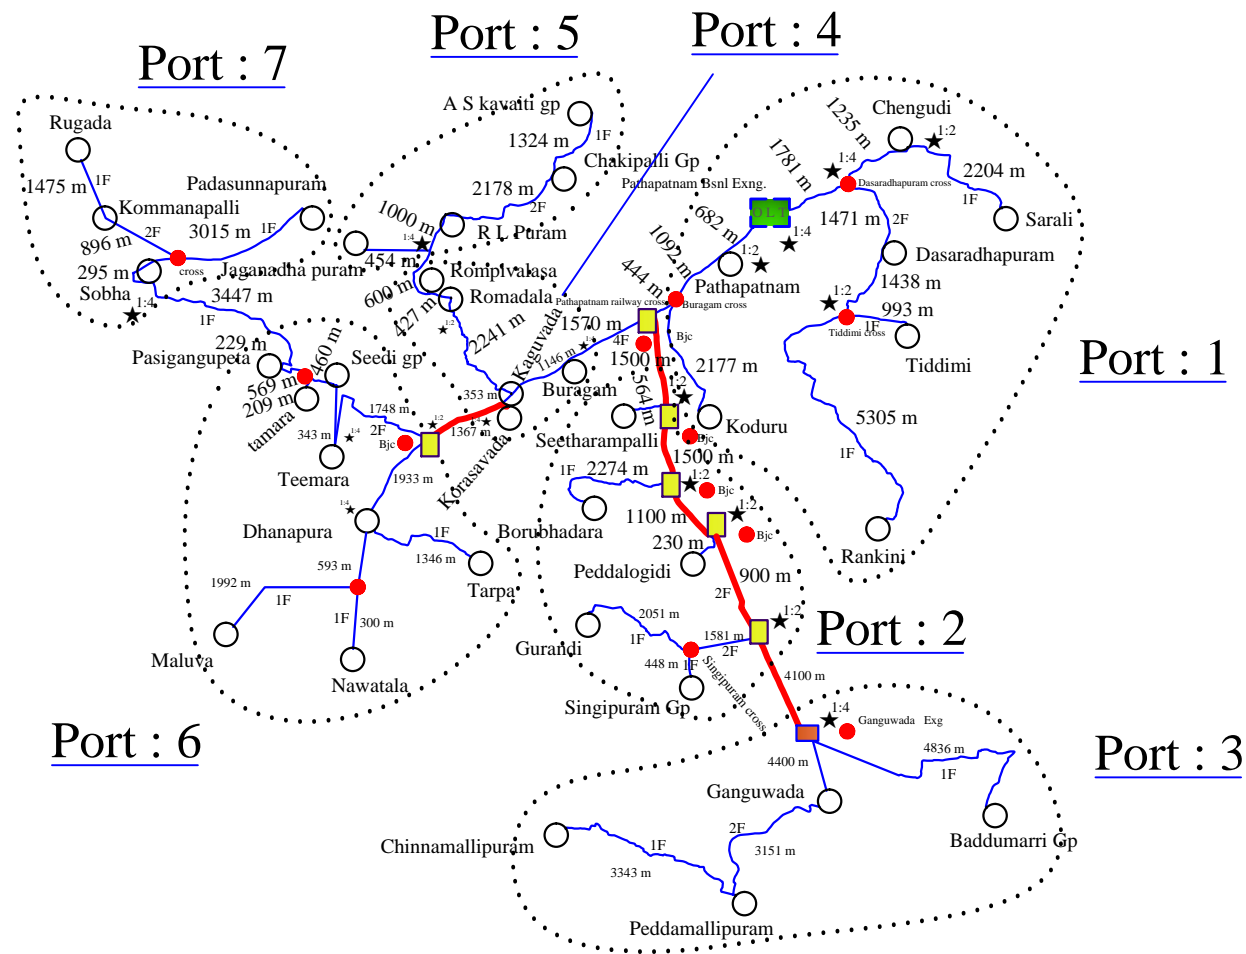 Port : 5
Port : 4
Port : 7
A S kavaiti gp
Chengudi
1235 m
1:2
Rugada
1324 m
1F
1781 m
1:4
2204 m
1F
Chakipalli Gp
Pathapatnam Bsnl Exng.
Dasaradhapuram cross
1475 m
1F
Padasunnapuram
2178 m
2F
OLT
Kommanapalli
1000 m
R L Puram
682 m
1:4
1471 m
2F
Sarali
896 m
2F
3015 m
1F
1:4
1092 m
1:2
Dasaradhapuram
295 m
cross
Jaganadha puram
454 m
Rompivalasa
444 m
Pathapatnam
1438 m
Sobha
1:4
3447 m
600 m
Romadala
Pathapatnam railway cross
Buragam cross
1:2
993 m
1F
1F
427 m
1:2
2241 m
1570 m
4F
Bjc
Tiddimi cross
Tiddimi
229 m
Pasigangupeta
460 m
Seedi gp
Kaguvada
1146 m
1:4
1500 m
2177 m
Port : 1
569 m
209 m
tamara
353 m
Buragam
564 m
1:2
5305 m
1748 m
2F
1:2
1367 m
1:4
Seetharampalli
Bjc
Koduru
343 m
1:4
Bjc
1500 m
1F
Teemara
1933 m
Korasavada
1F
2274 m
1:2
Bjc
1:4
Dhanapura
1F
Borubhadara
1100 m
1:2
Bjc
1346 m
230 m
Rankini
593 m
Tarpa
Peddalogidi
900 m
2F
1992 m
1F
1F
300 m
2051 m
1F
1:2
Port : 2
Maluva
Gurandi
1581 m
2F
448 m
1F
Singipuram cross
4100 m
Nawatala
Singipuram Gp
1:4
Ganguwada Exg
Port : 6
4400 m
4836 m
1F
Port : 3
Ganguwada
Chinnamallipuram
1F
2F
3151 m
Baddumarri Gp
3343 m
Peddamallipuram